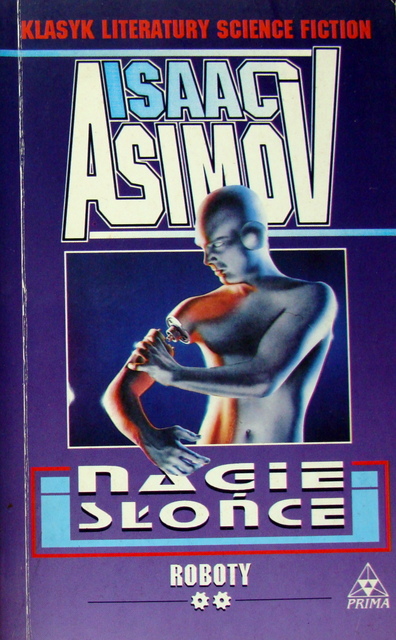 KLASYK LITERATURY SCIENCE FICTION
ISAAC
ASIMOV
NAGIE
SŁOŃCE
ROBOTY
PRIMA